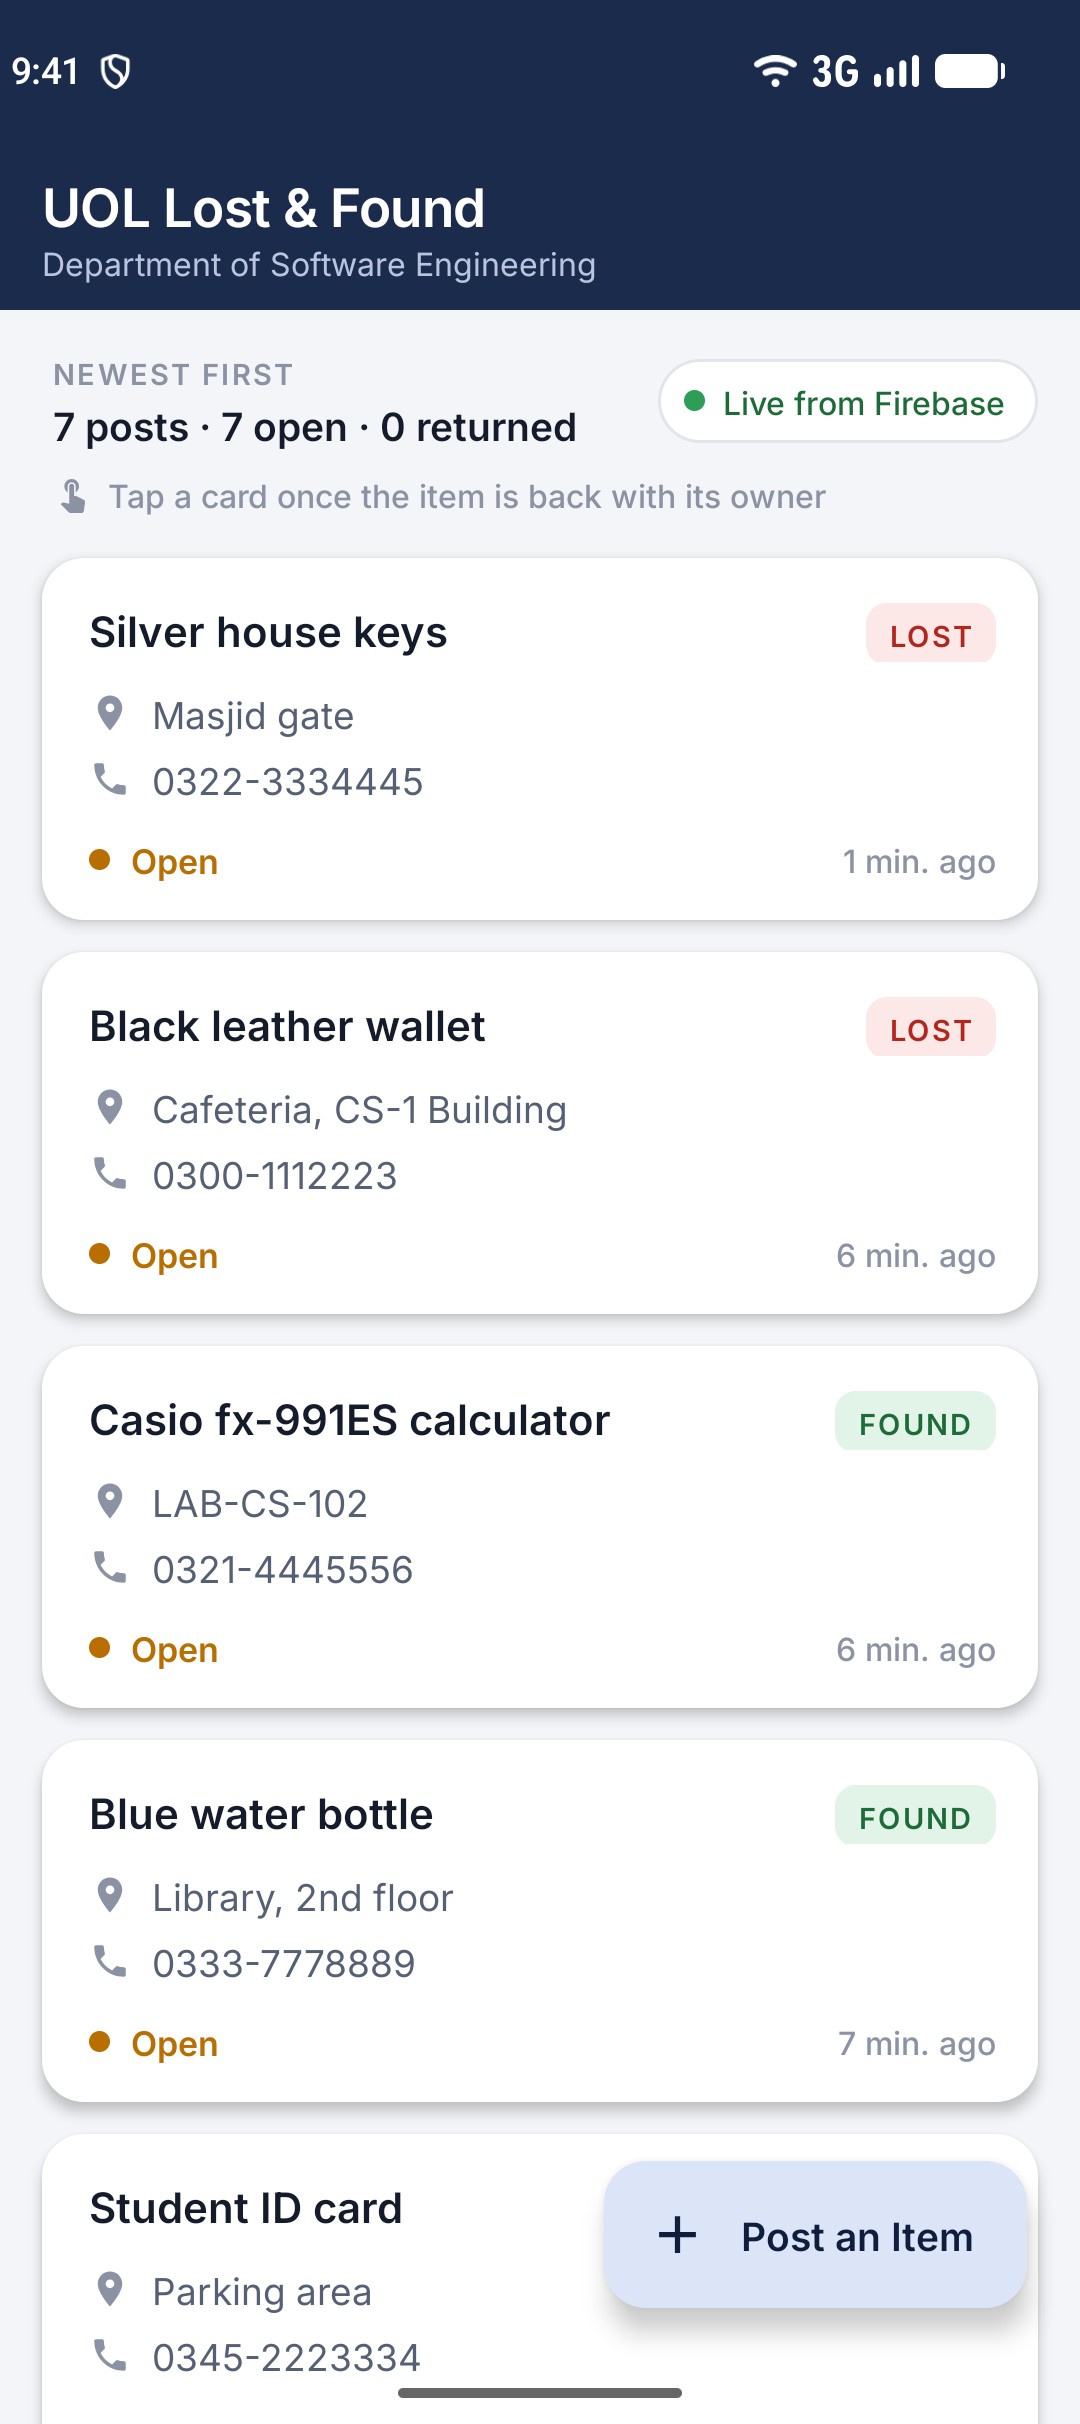 9:41
3G
UOL Lost & Found
Department of Software Engineering
NEWEST FIRST
7 posts · 7 open · 0 returned
Live from Firebase
Tap a card once the item is back with its owner
Silver house keys
LOST
Masjid gate
0322-3334445
Open
1 min. ago
Black leather wallet
LOST
Cafeteria, CS-1 Building
0300-1112223
Open
6 min. ago
Casio fx-991ES calculator
FOUND
LAB-CS-102
0321-4445556
Open
6 min. ago
Blue water bottle
FOUND
Library, 2nd floor
0333-7778889
Open
7 min. ago
Student ID card
Post an Item
Parking area
0345-2223334